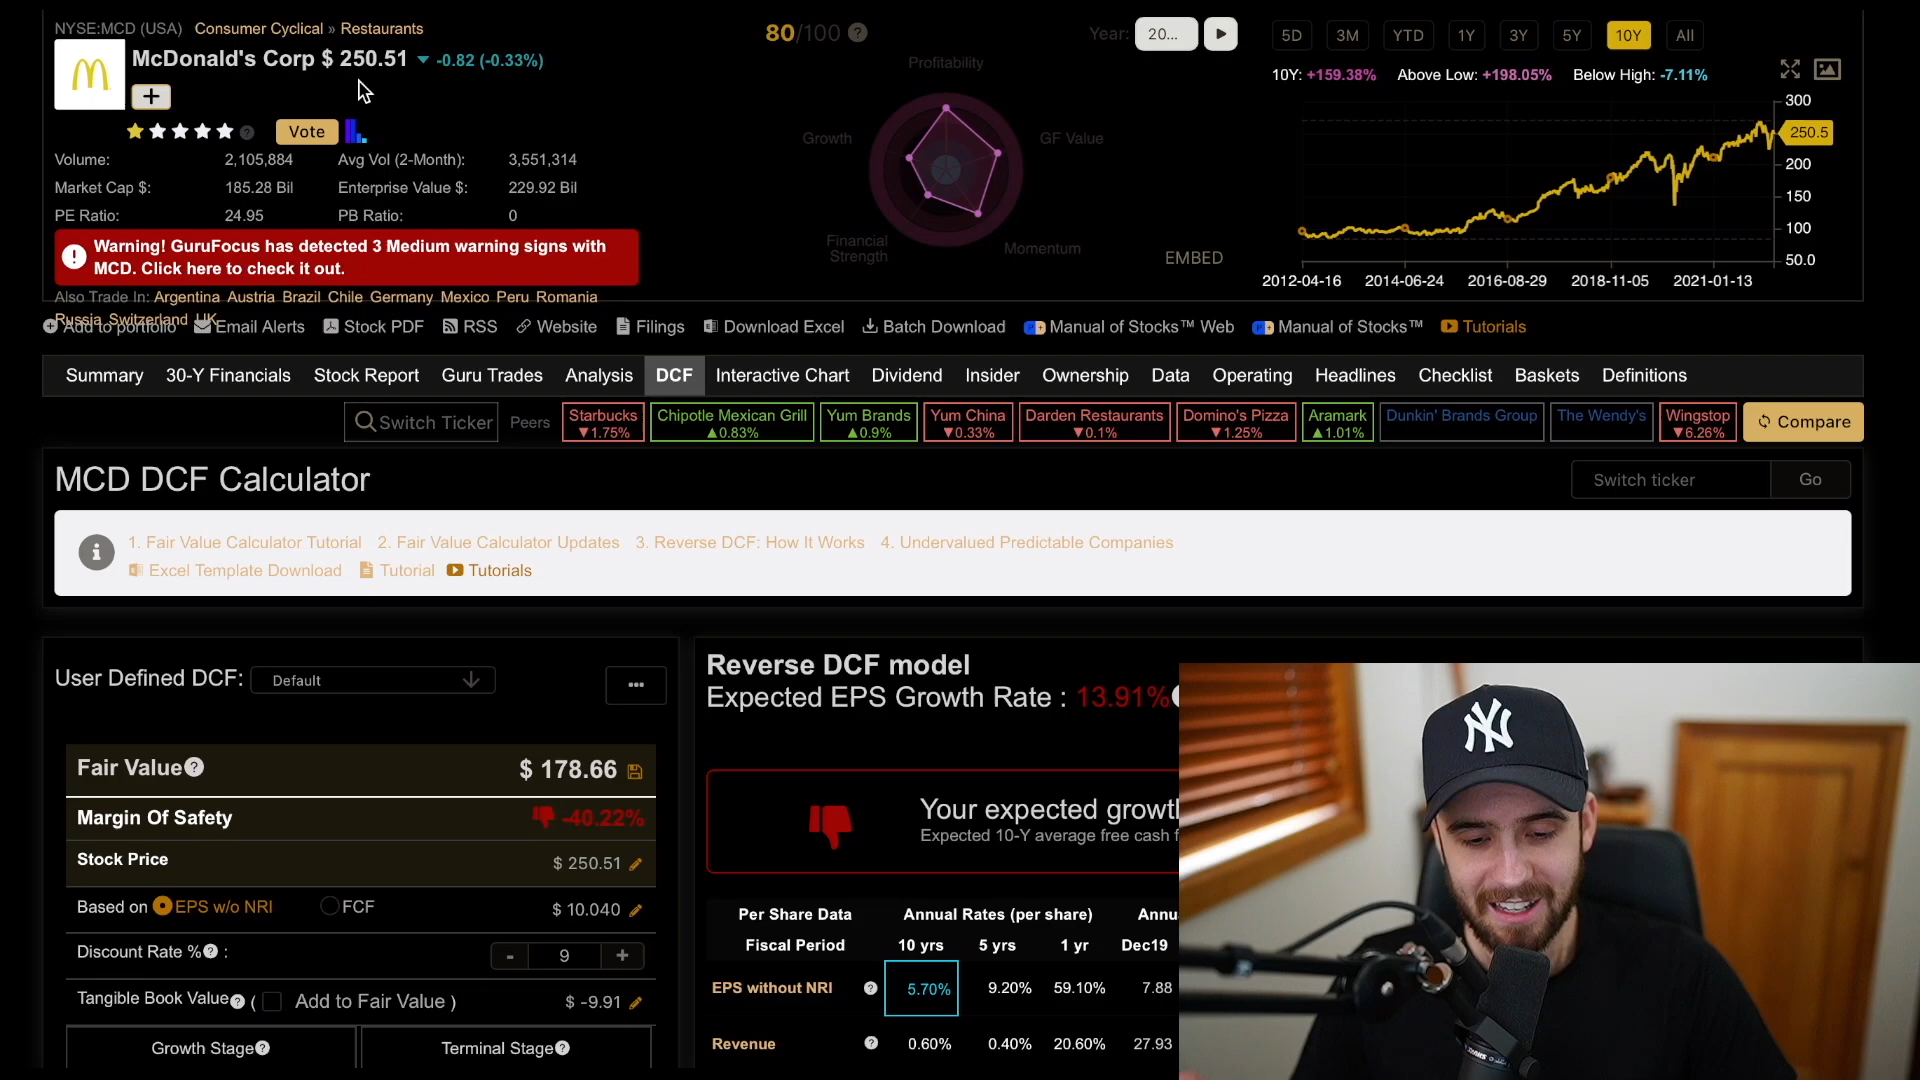 NYSE:MCD (USA) Consumer Cyclical » Restaurants
McDonald's Corp $ 250.51 -0.82 (-0.33%)
+
Vote
Volume: 2,105,884 Avg Vol (2-Month): 3,551,314
Market Cap $: 185.28 Bil Enterprise Value $: 229.92 Bil
PE Ratio: 24.95 PB Ratio: 0
Warning! GuruFocus has detected 3 Medium warning signs with
MCD. Click here to check it out.
Also Trade In: Argentina Austria Brazil Chile Germany Mexico Peru Romania
Russia Switzerland UK
80/100 ?
Year: 20...
Profitability
Growth GF Value
Financial
Strength
Momentum
EMBED
5D 3M YTD 1Y 3Y 5Y 10Y All
10Y: +159.38% Above Low: +198.05% Below High: -7.11%
300
250.5
200
150
100
50.0
2012-04-16 2014-06-24 2016-08-29 2018-11-05 2021-01-13
Add to portfolio Email Alerts Stock PDF RSS Website Filings Download Excel Batch Download Manual of Stocks™ Web Manual of Stocks™ Tutorials
Summary 30-Y Financials Stock Report Guru Trades Analysis DCF Interactive Chart Dividend Insider Ownership Data Operating Headlines Checklist Baskets Definitions
Switch Ticker Peers Starbucks Chipotle Mexican Grill Yum Brands Yum China Darden Restaurants Domino's Pizza Aramark Dunkin' Brands Group The Wendy's Wingstop Compare
▼1.75% ▲0.83% ▲0.9% ▼0.33% ▼0.1% ▼1.25% ▲1.01% ▼6.26%
MCD DCF Calculator
Switch ticker Go
1. Fair Value Calculator Tutorial 2. Fair Value Calculator Updates 3. Reverse DCF: How It Works 4. Undervalued Predictable Companies
Excel Template Download Tutorial Tutorials
User Defined DCF: Default ...
Fair Value ? $ 178.66
Margin Of Safety -40.22%
Stock Price $ 250.51
Based on EPS w/o NRI FCF $ 10.040
Discount Rate % ? : - 9 +
Tangible Book Value ? ( Add to Fair Value ) $ -9.91
Growth Stage ? Terminal Stage ?
Reverse DCF model
Expected EPS Growth Rate : 13.91%
Your expected growt
Expected 10-Y average free cash f
Per Share Data Annual Rates (per share) Annu
Fiscal Period 10 yrs 5 yrs 1 yr Dec19
EPS without NRI ? 5.70% 9.20% 59.10% 7.88
Revenue ? 0.60% 0.40% 20.60% 27.93
NY